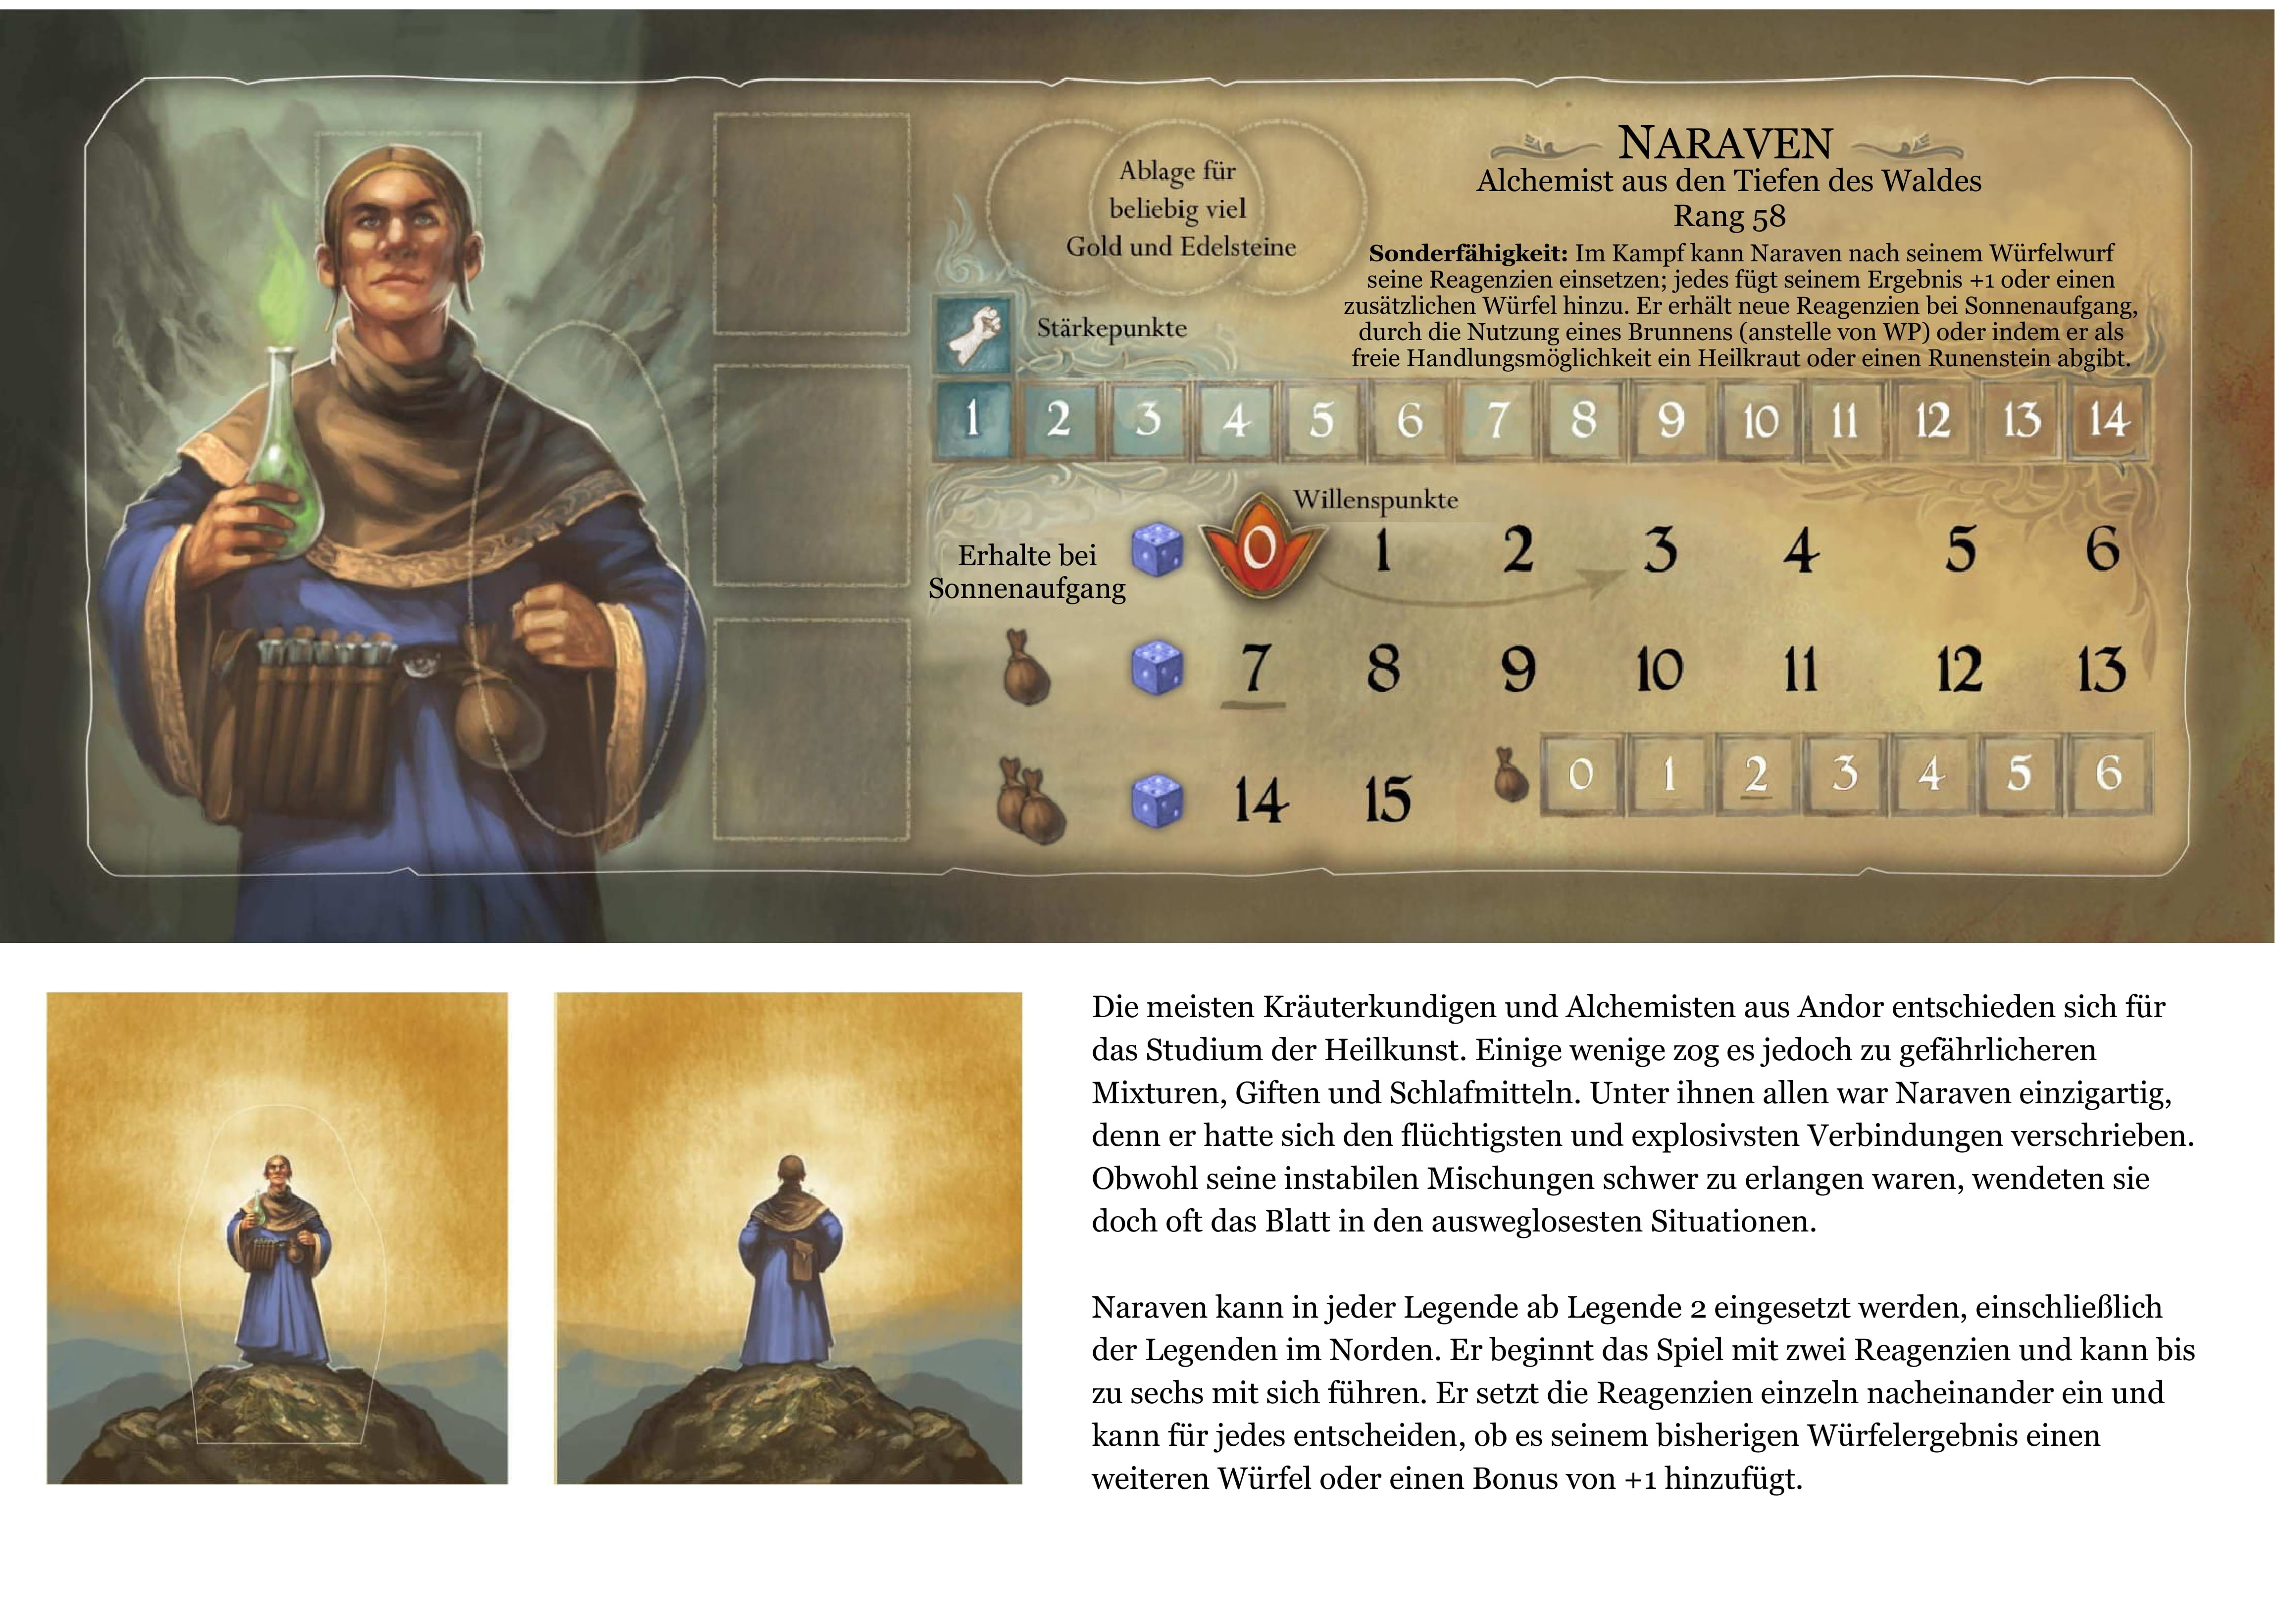 NARAVEN
Alchemist aus den Tiefen des Waldes
Rang 58
Ablage für
beliebig viel
Gold und Edelsteine
Sonderfähigkeit: Im Kampf kann Naraven nach seinem Würfelwurf
seine Reagenzien einsetzen; jedes fügt seinem Ergebnis +1 oder einen
zusätzlichen Würfel hinzu. Er erhält neue Reagenzien bei Sonnenaufgang,
durch die Nutzung eines Brunnens (anstelle von WP) oder indem er als
freie Handlungsmöglichkeit ein Heilkraut oder einen Runenstein abgibt.
Stärkepunkte
1 2 3 4 5 6 7 8 9 10 11 12 13 14
Willenspunkte
Erhalte bei
Sonnenaufgang
0 1 2 3 4 5 6
7 8 9 10 11 12 13
14 15
0 1 2 3 4 5 6
Die meisten Kräuterkundigen und Alchemisten aus Andor entschieden sich für
das Studium der Heilkunst. Einige wenige zog es jedoch zu gefährlicheren
Mixturen, Giften und Schlafmitteln. Unter ihnen allen war Naraven einzigartig,
denn er hatte sich den flüchtigsten und explosivsten Verbindungen verschrieben.
Obwohl seine instabilen Mischungen schwer zu erlangen waren, wendeten sie
doch oft das Blatt in den ausweglosesten Situationen.
Naraven kann in jeder Legende ab Legende 2 eingesetzt werden, einschließlich
der Legenden im Norden. Er beginnt das Spiel mit zwei Reagenzien und kann bis
zu sechs mit sich führen. Er setzt die Reagenzien einzeln nacheinander ein und
kann für jedes entscheiden, ob es seinem bisherigen Würfelergebnis einen
weiteren Würfel oder einen Bonus von +1 hinzufügt.